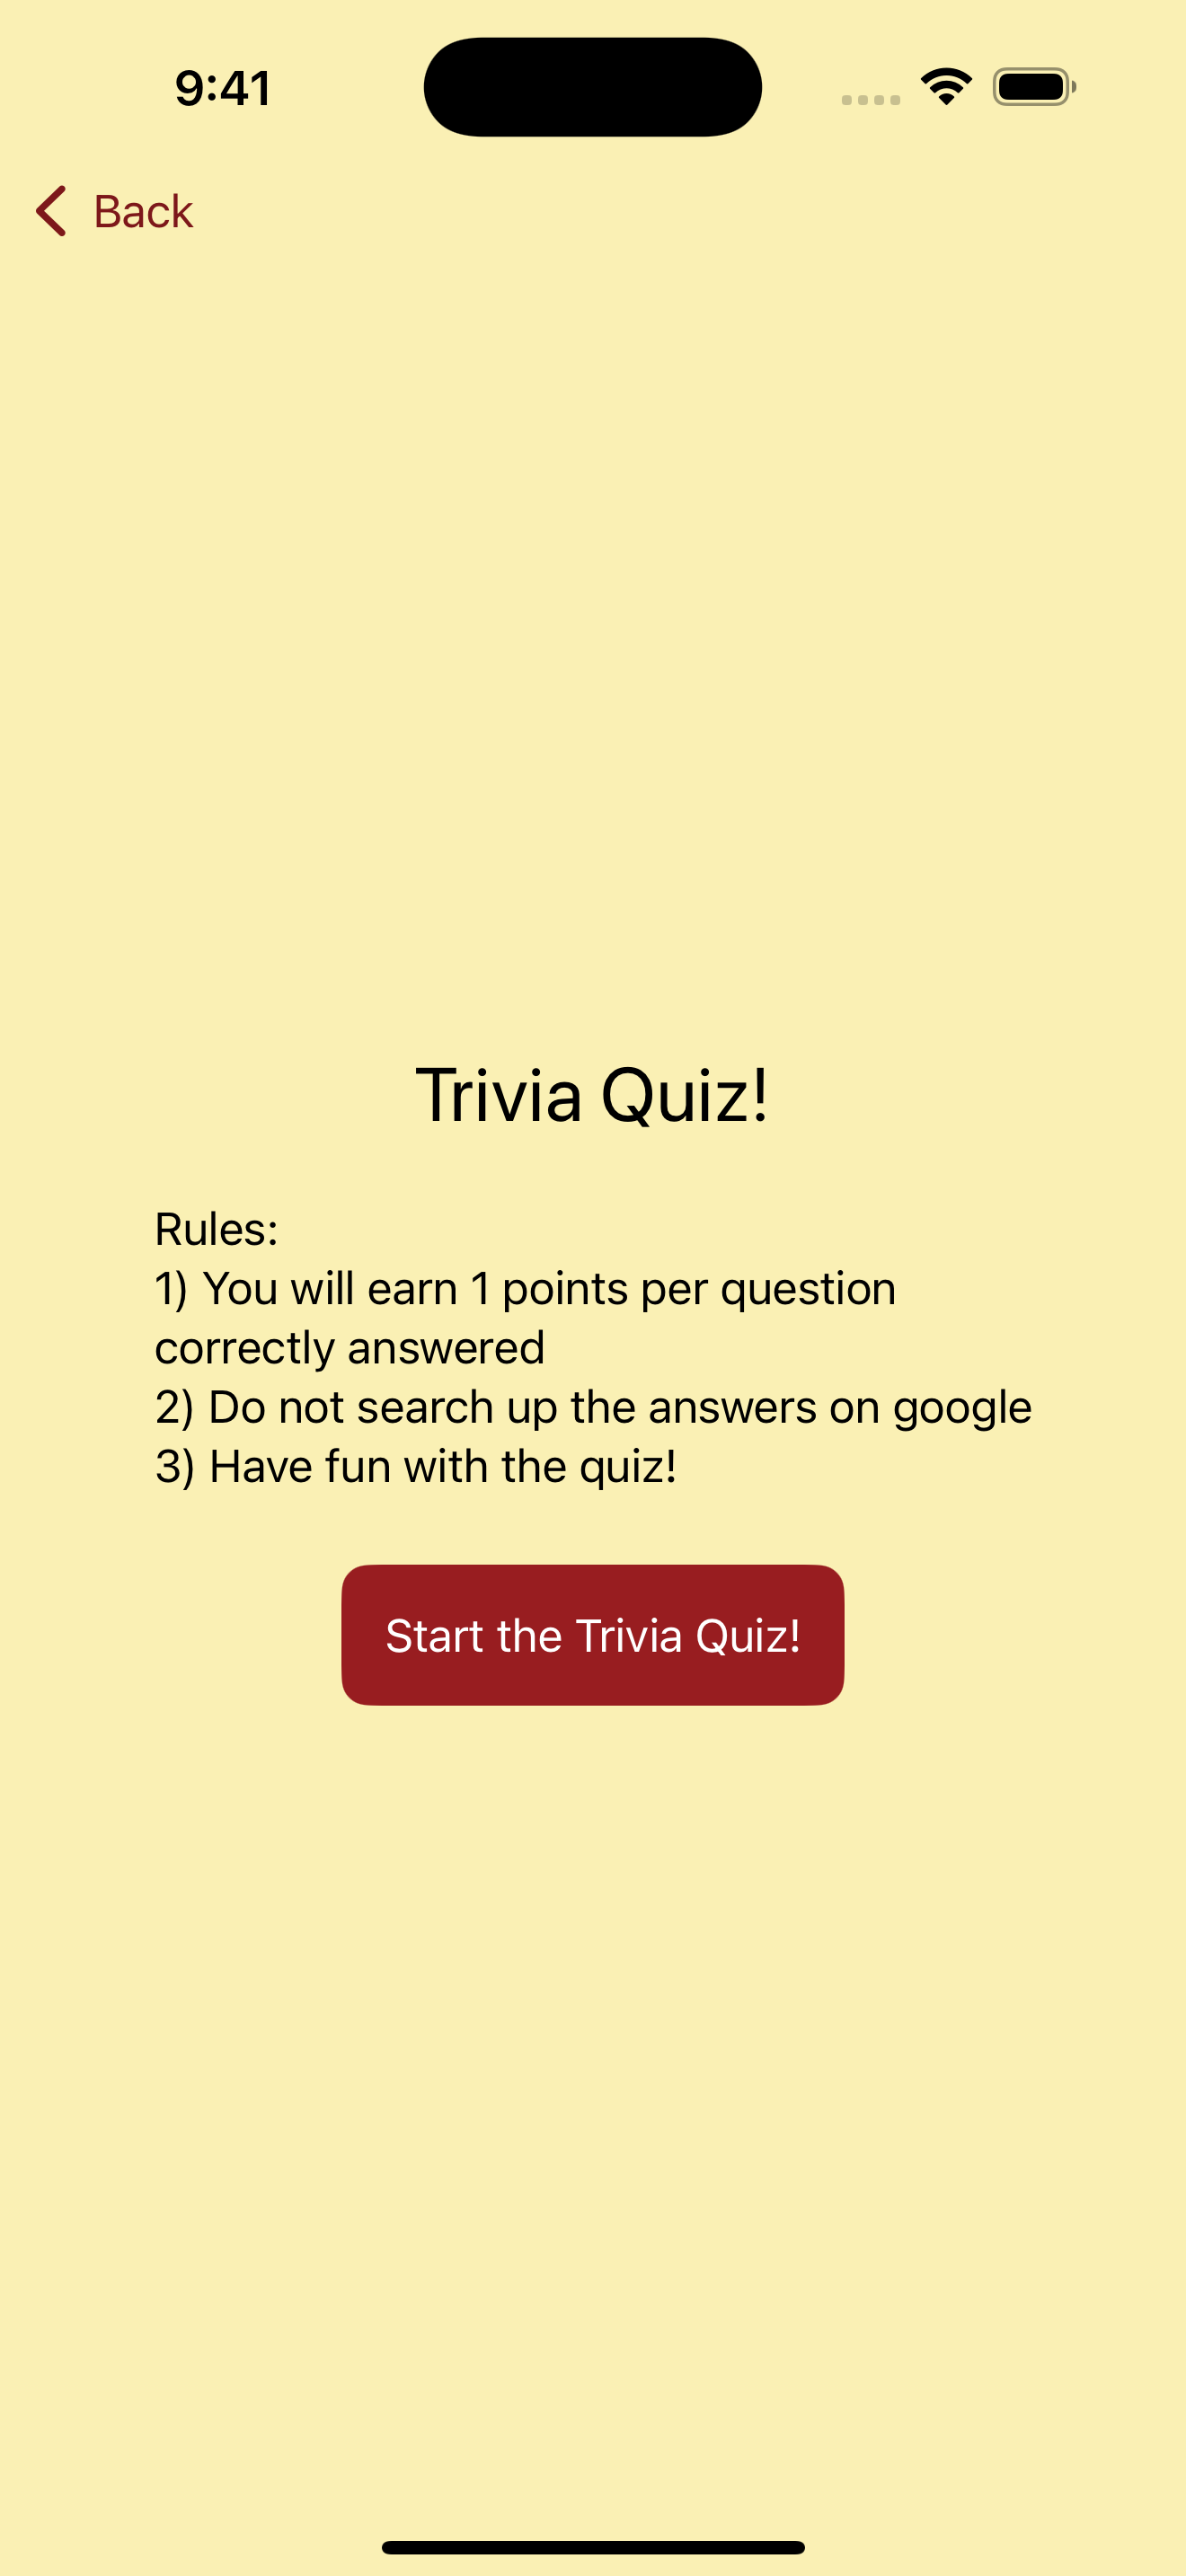 9:41
Back
Trivia Quiz!
Rules:
1) You will earn 1 points per question
correctly answered
2) Do not search up the answers on google
3) Have fun with the quiz!
Start the Trivia Quiz!